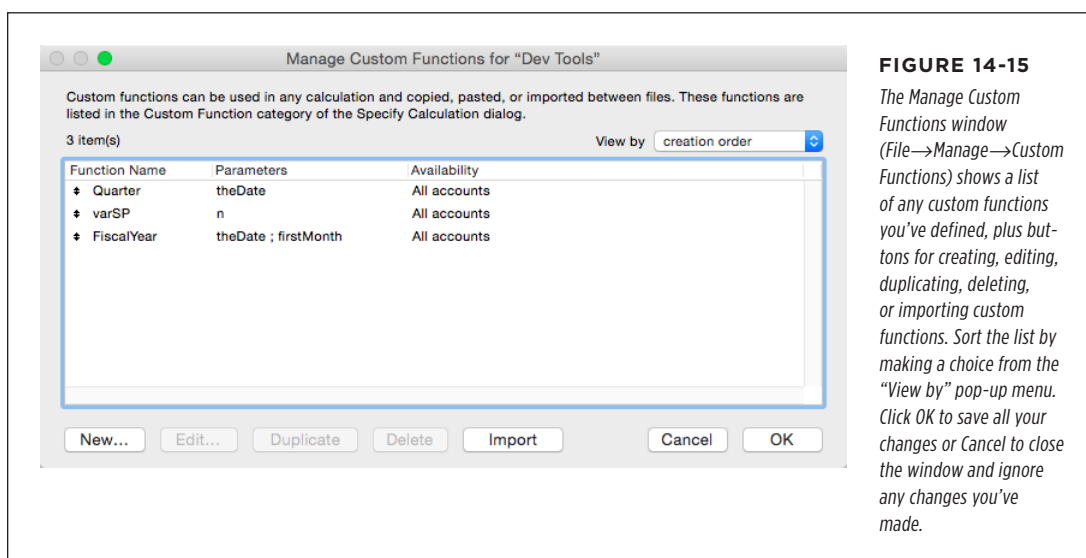 Manage Custom Functions for “Dev Tools”
Custom functions can be used in any calculation and copied, pasted, or imported between files. These functions are
listed in the Custom Function category of the Specify Calculation dialog.
3 item(s)
View by creation order
Function Name Parameters Availability
Quarter theDate All accounts
varSP n All accounts
FiscalYear theDate ; firstMonth All accounts
New... Edit... Duplicate Delete Import Cancel OK
FIGURE 14-15
The Manage Custom
Functions window
(File→Manage→Custom
Functions) shows a list
of any custom functions
you’ve defined, plus but-
tons for creating, editing,
duplicating, deleting,
or importing custom
functions. Sort the list by
making a choice from the
“View by” pop-up menu.
Click OK to save all your
changes or Cancel to close
the window and ignore
any changes you’ve
made.